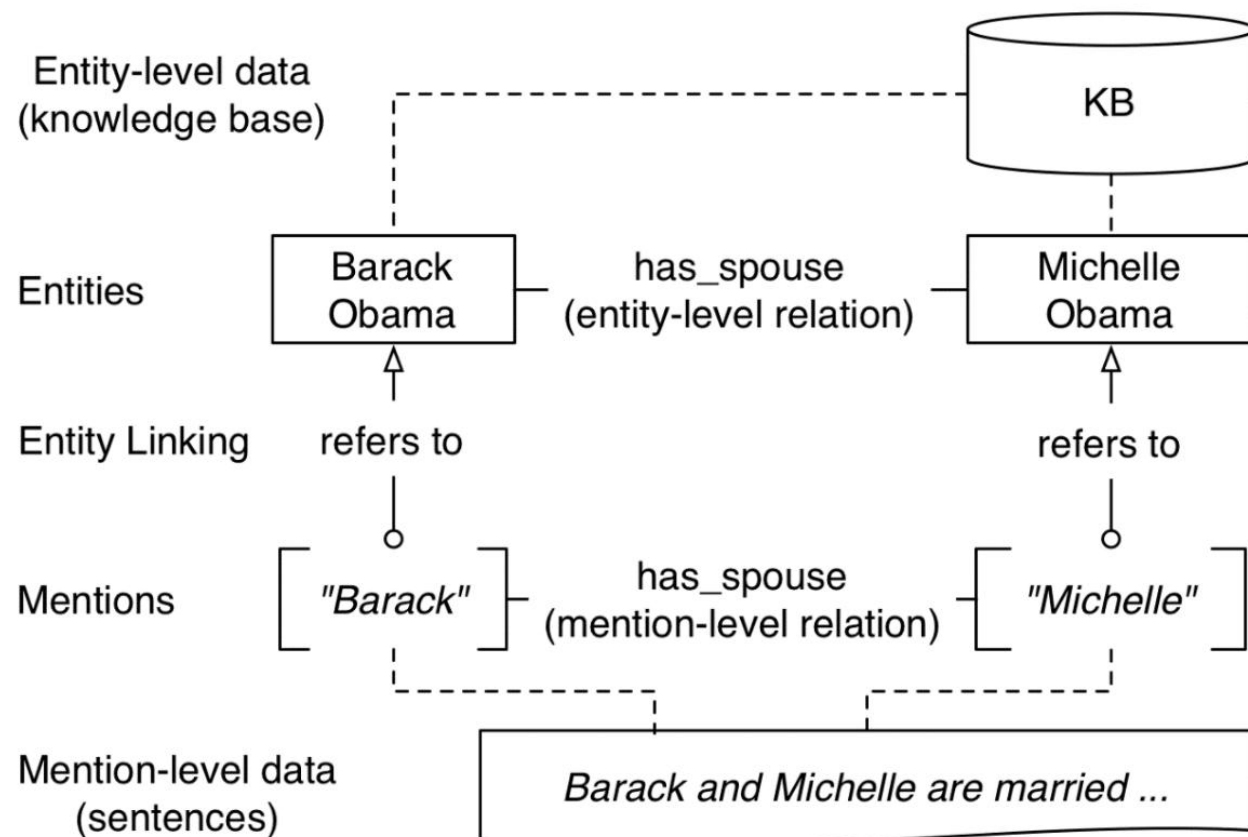 Entity-level data
(knowledge base)
KB
Entities
Barack
Obama
has_spouse
(entity-level relation)
Michelle
Obama
Entity Linking
refers to
refers to
Mentions
"Barack"
has_spouse
(mention-level relation)
"Michelle"
Mention-level data
(sentences)
Barack and Michelle are married ...